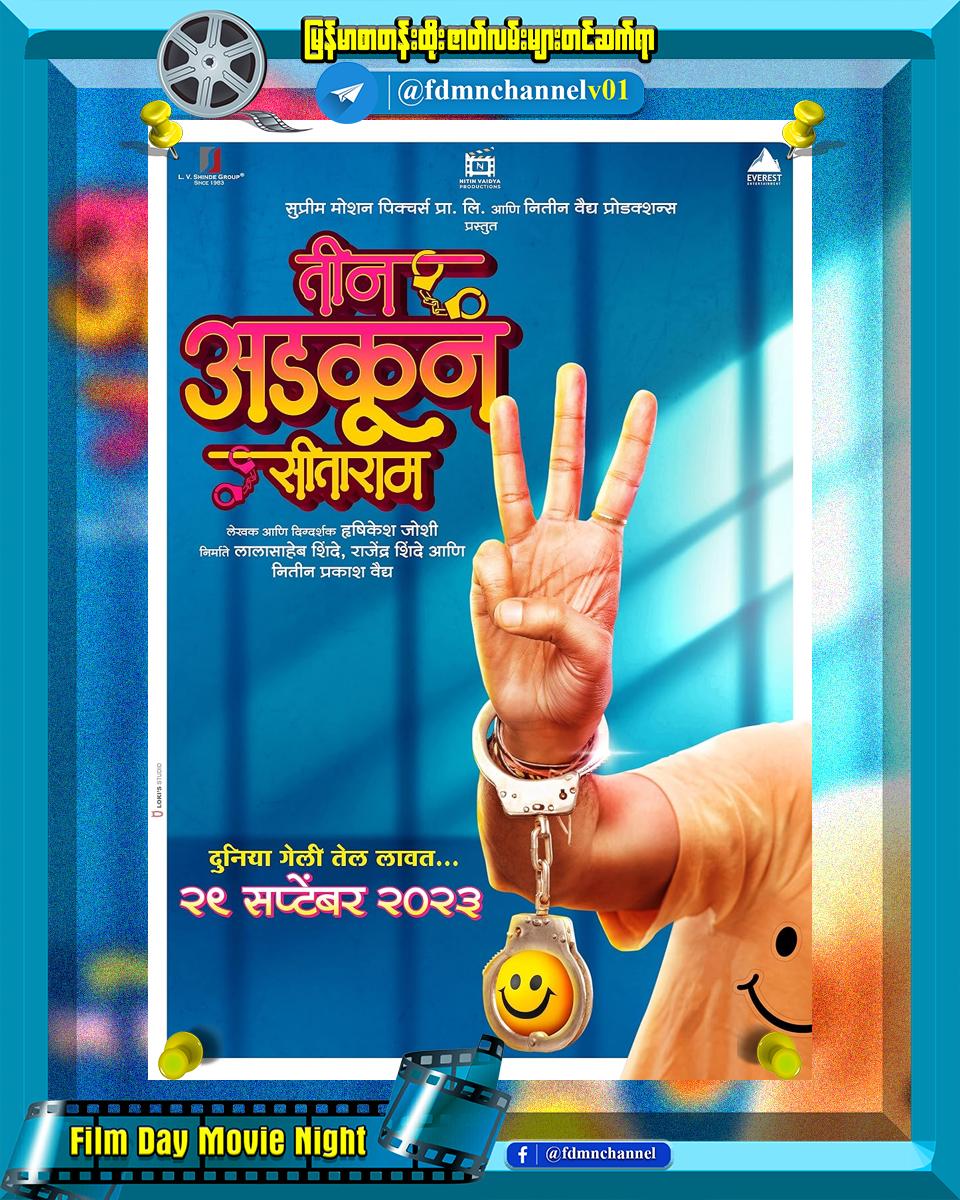 မြန်မာစာတန်းထိုးဇာတ်လမ်းများတင်ဆက်ရာ
@fdmnchannelv01
L. V. SHINDE GROUP®
SINCE 1983
N
NITIN VAIDYA
PRODUCTIONS
EVEREST
ENTERTAINMENT
सुप्रीम मोशन पिक्चर्स प्रा. लि. आणि नितीन वैद्य प्रोडक्शन्स
प्रस्तुत
तीन
अडकून
सीताराम
लेखक आणि दिग्दर्शक हृषिकेश जोशी
निर्मिती लालासाहेब शिंदे, राजेंद्र शिंदे आणि
नितीन प्रकाश वैद्य
LOKI'S STUDIO
दुनिया गेली तेल लावत...
२९ सप्टेंबर २०२३
Film Day Movie Night
f @fdmnchannel